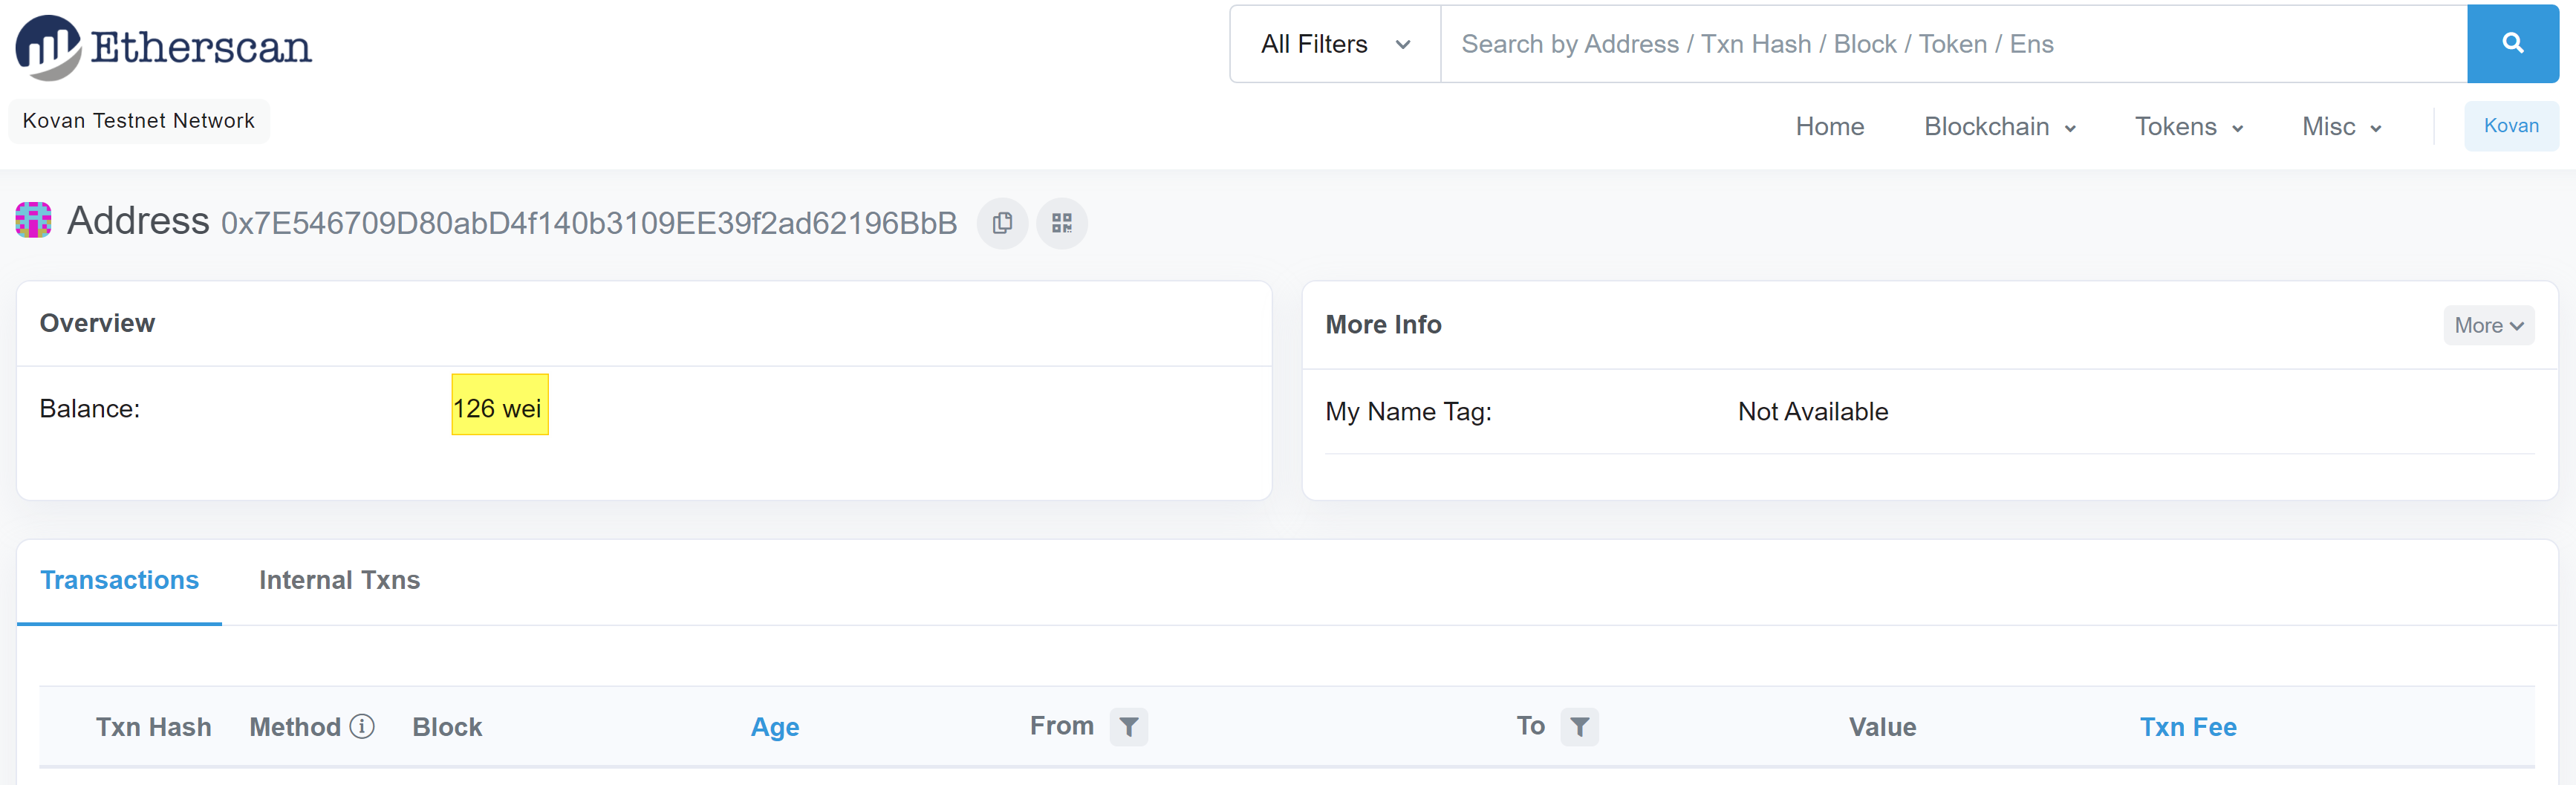 Etherscan
All Filters
Search by Address / Txn Hash / Block / Token / Ens
Kovan Testnet Network
Home
Blockchain
Tokens
Misc
Kovan
Address 0x7E546709D80abD4f140b3109EE39f2ad62196BbB
Overview
Balance:
126 wei
More Info
More
My Name Tag:
Not Available
Transactions
Internal Txns
Txn Hash
Method
Block
Age
From
To
Value
Txn Fee